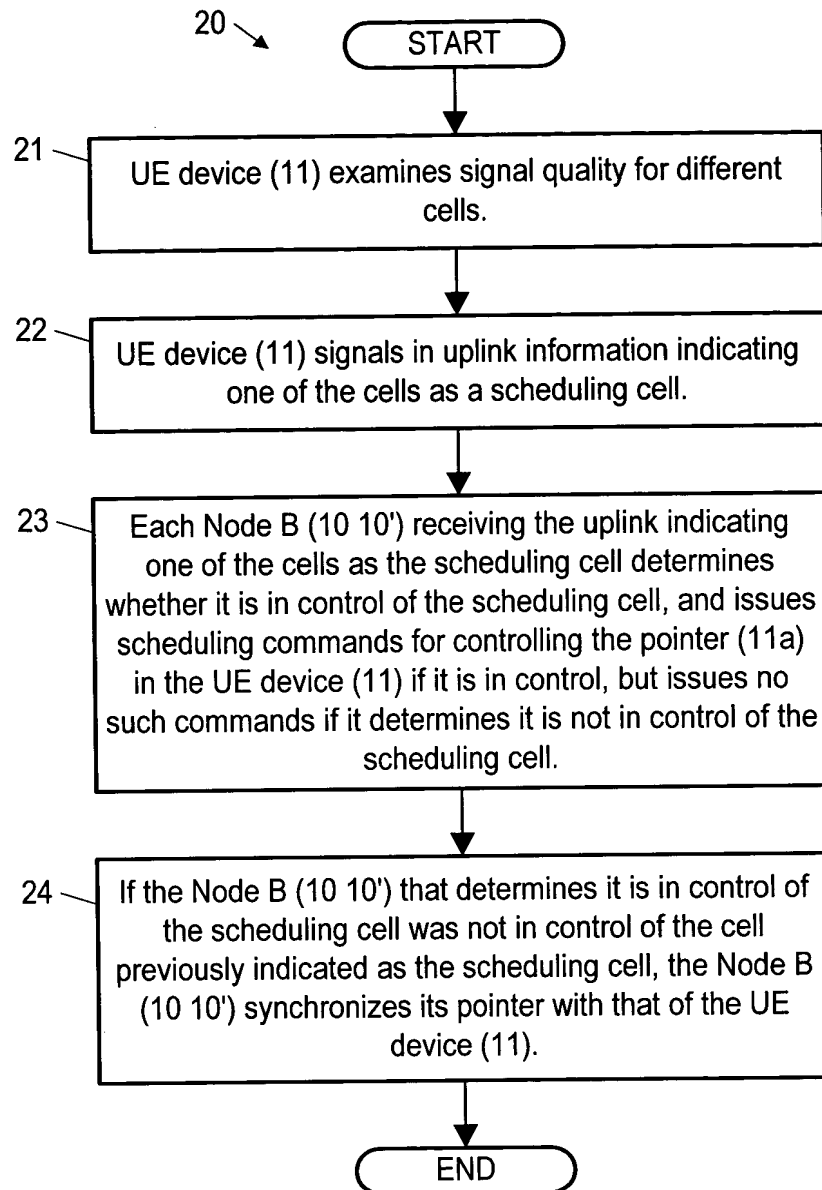 20
START
21
UE device (11) examines signal quality for different
cells.
22
UE device (11) signals in uplink information indicating
one of the cells as a scheduling cell.
23
Each Node B (10 10') receiving the uplink indicating
one of the cells as the scheduling cell determines
whether it is in control of the scheduling cell, and issues
scheduling commands for controlling the pointer (11a)
in the UE device (11) if it is in control, but issues no
such commands if it determines it is not in control of the
scheduling cell.
24
If the Node B (10 10') that determines it is in control of
the scheduling cell was not in control of the cell
previously indicated as the scheduling cell, the Node B
(10 10') synchronizes its pointer with that of the UE
device (11).
END